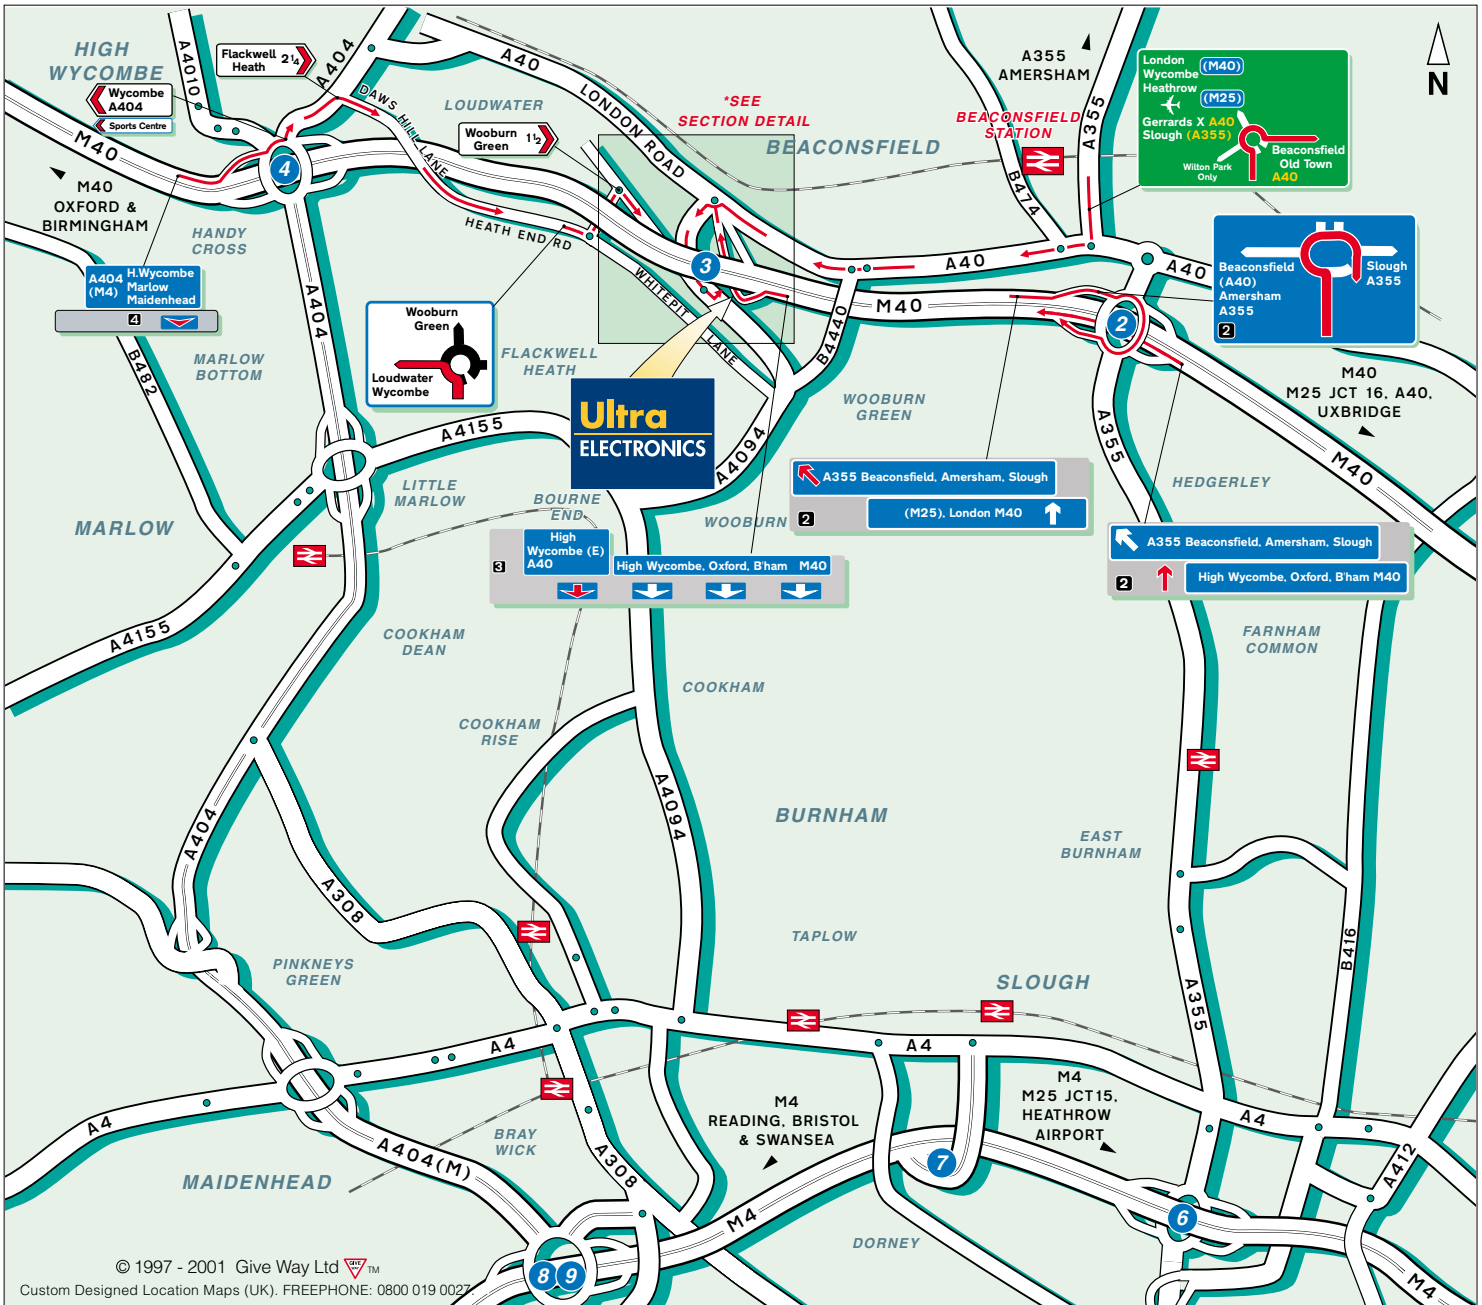 HIGH
WYCOMBE
A4010
Flackwell
Heath 2¼
A404
A40
Wycombe
A404
Sports Centre
DAWS HILL LANE
LOUDWATER
LONDON ROAD
*SEE
SECTION DETAIL
BEACONSFIELD
BEACONSFIELD
STATION
A355
AMERSHAM
A355
London (M40)
Wycombe
Heathrow
(M25)
Gerrards X A40
Slough (A355)
Beaconsfield
Old Town
A40
Wilton Park
Only
N
M40
4
Wooburn
Green 1½
M40
OXFORD &
BIRMINGHAM
HANDY
CROSS
HEATH END RD
B474
A404
(M4)
H.Wycombe
Marlow
Maidenhead
4
A404
3
WHITEPIT LANE
A40
A40
M40
2
B4440
Beaconsfield
(A40)
Amersham
A355
Slough
A355
2
Wooburn
Green
Loudwater
Wycombe
MARLOW
BOTTOM
B482
FLACKWELL
HEATH
Ultra
ELECTRONICS
WOOBURN
GREEN
M40
M25 JCT 16, A40,
UXBRIDGE
A355
M40
A4155
A4094
LITTLE
MARLOW
MARLOW
BOURNE
END
WOOBURN
A355 Beaconsfield, Amersham, Slough
(M25), London M40
2
HEDGERLEY
A355 Beaconsfield, Amersham, Slough
High Wycombe, Oxford, B'ham M40
2
3
High
Wycombe (E)
A40
High Wycombe, Oxford, B'ham M40
A4155
COOKHAM
DEAN
FARNHAM
COMMON
COOKHAM
COOKHAM
RISE
A404
A4094
BURNHAM
EAST
BURNHAM
A308
TAPLOW
B416
PINKNEYS
GREEN
SLOUGH
A355
A4
A4
M4
M25 JCT15,
HEATHROW
AIRPORT
M4
READING, BRISTOL
& SWANSEA
A4
A4
BRAY
WICK
A404(M)
A308
7
A412
MAIDENHEAD
M4
6
DORNEY
8
9
M4
© 1997 - 2001 Give Way Ltd GIVE WAY TM
Custom Designed Location Maps (UK). FREEPHONE: 0800 019 0027.